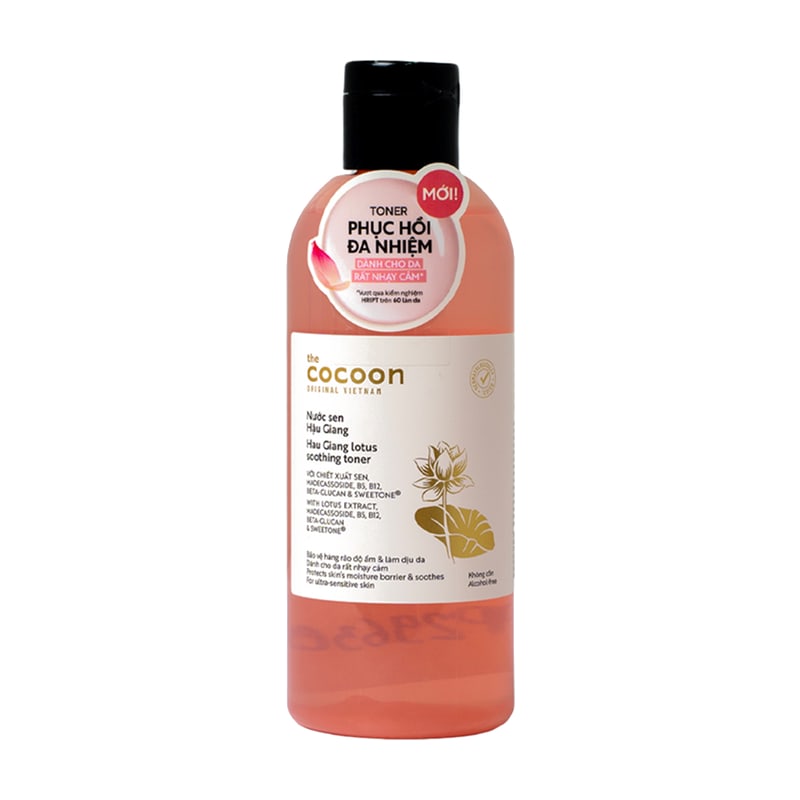 MỚI!
TONER
PHỤC HỒI
ĐA NHIỆM
DÀNH CHO DA
RẤT NHẠY CẢM*
*Vượt qua kiểm nghiệm
HRIPT trên 60 làn da
the
cocoon
ORIGINAL VIETNAM
Nước sen
Hậu Giang
Hau Giang lotus
soothing toner
VỚI CHIẾT XUẤT SEN,
MADECASSOSIDE, B5, B12,
BETA-GLUCAN & SWEETONE®
WITH LOTUS EXTRACT,
MADECASSOSIDE, B5, B12,
BETA-GLUCAN
& SWEETONE®
Bảo vệ hàng rào độ ẩm & làm dịu da
Dành cho da rất nhạy cảm
Protects skin's moisture barrier & soothes
For ultra-sensitive skin
Không cồn
Alcohol-free